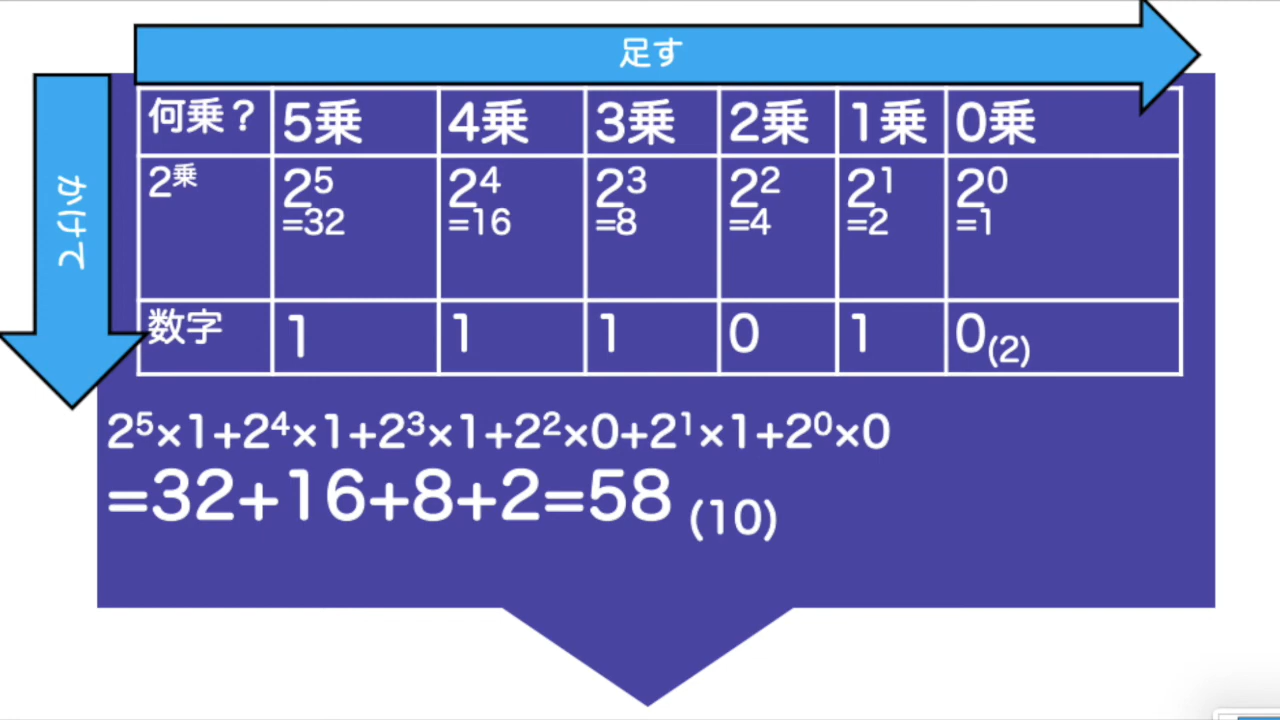 足す
かけて
何乗？ 5乗 4乗 3乗 2乗 1乗 0乗
2乗 2⁵ 2⁴ 2³ 2² 2¹ 2⁰
=32 =16 =8 =4 =2 =1
数字 1 1 1 0 1 0(2)
2⁵×1+2⁴×1+2³×1+2²×0+2¹×1+2⁰×0
=32+16+8+2=58 (10)